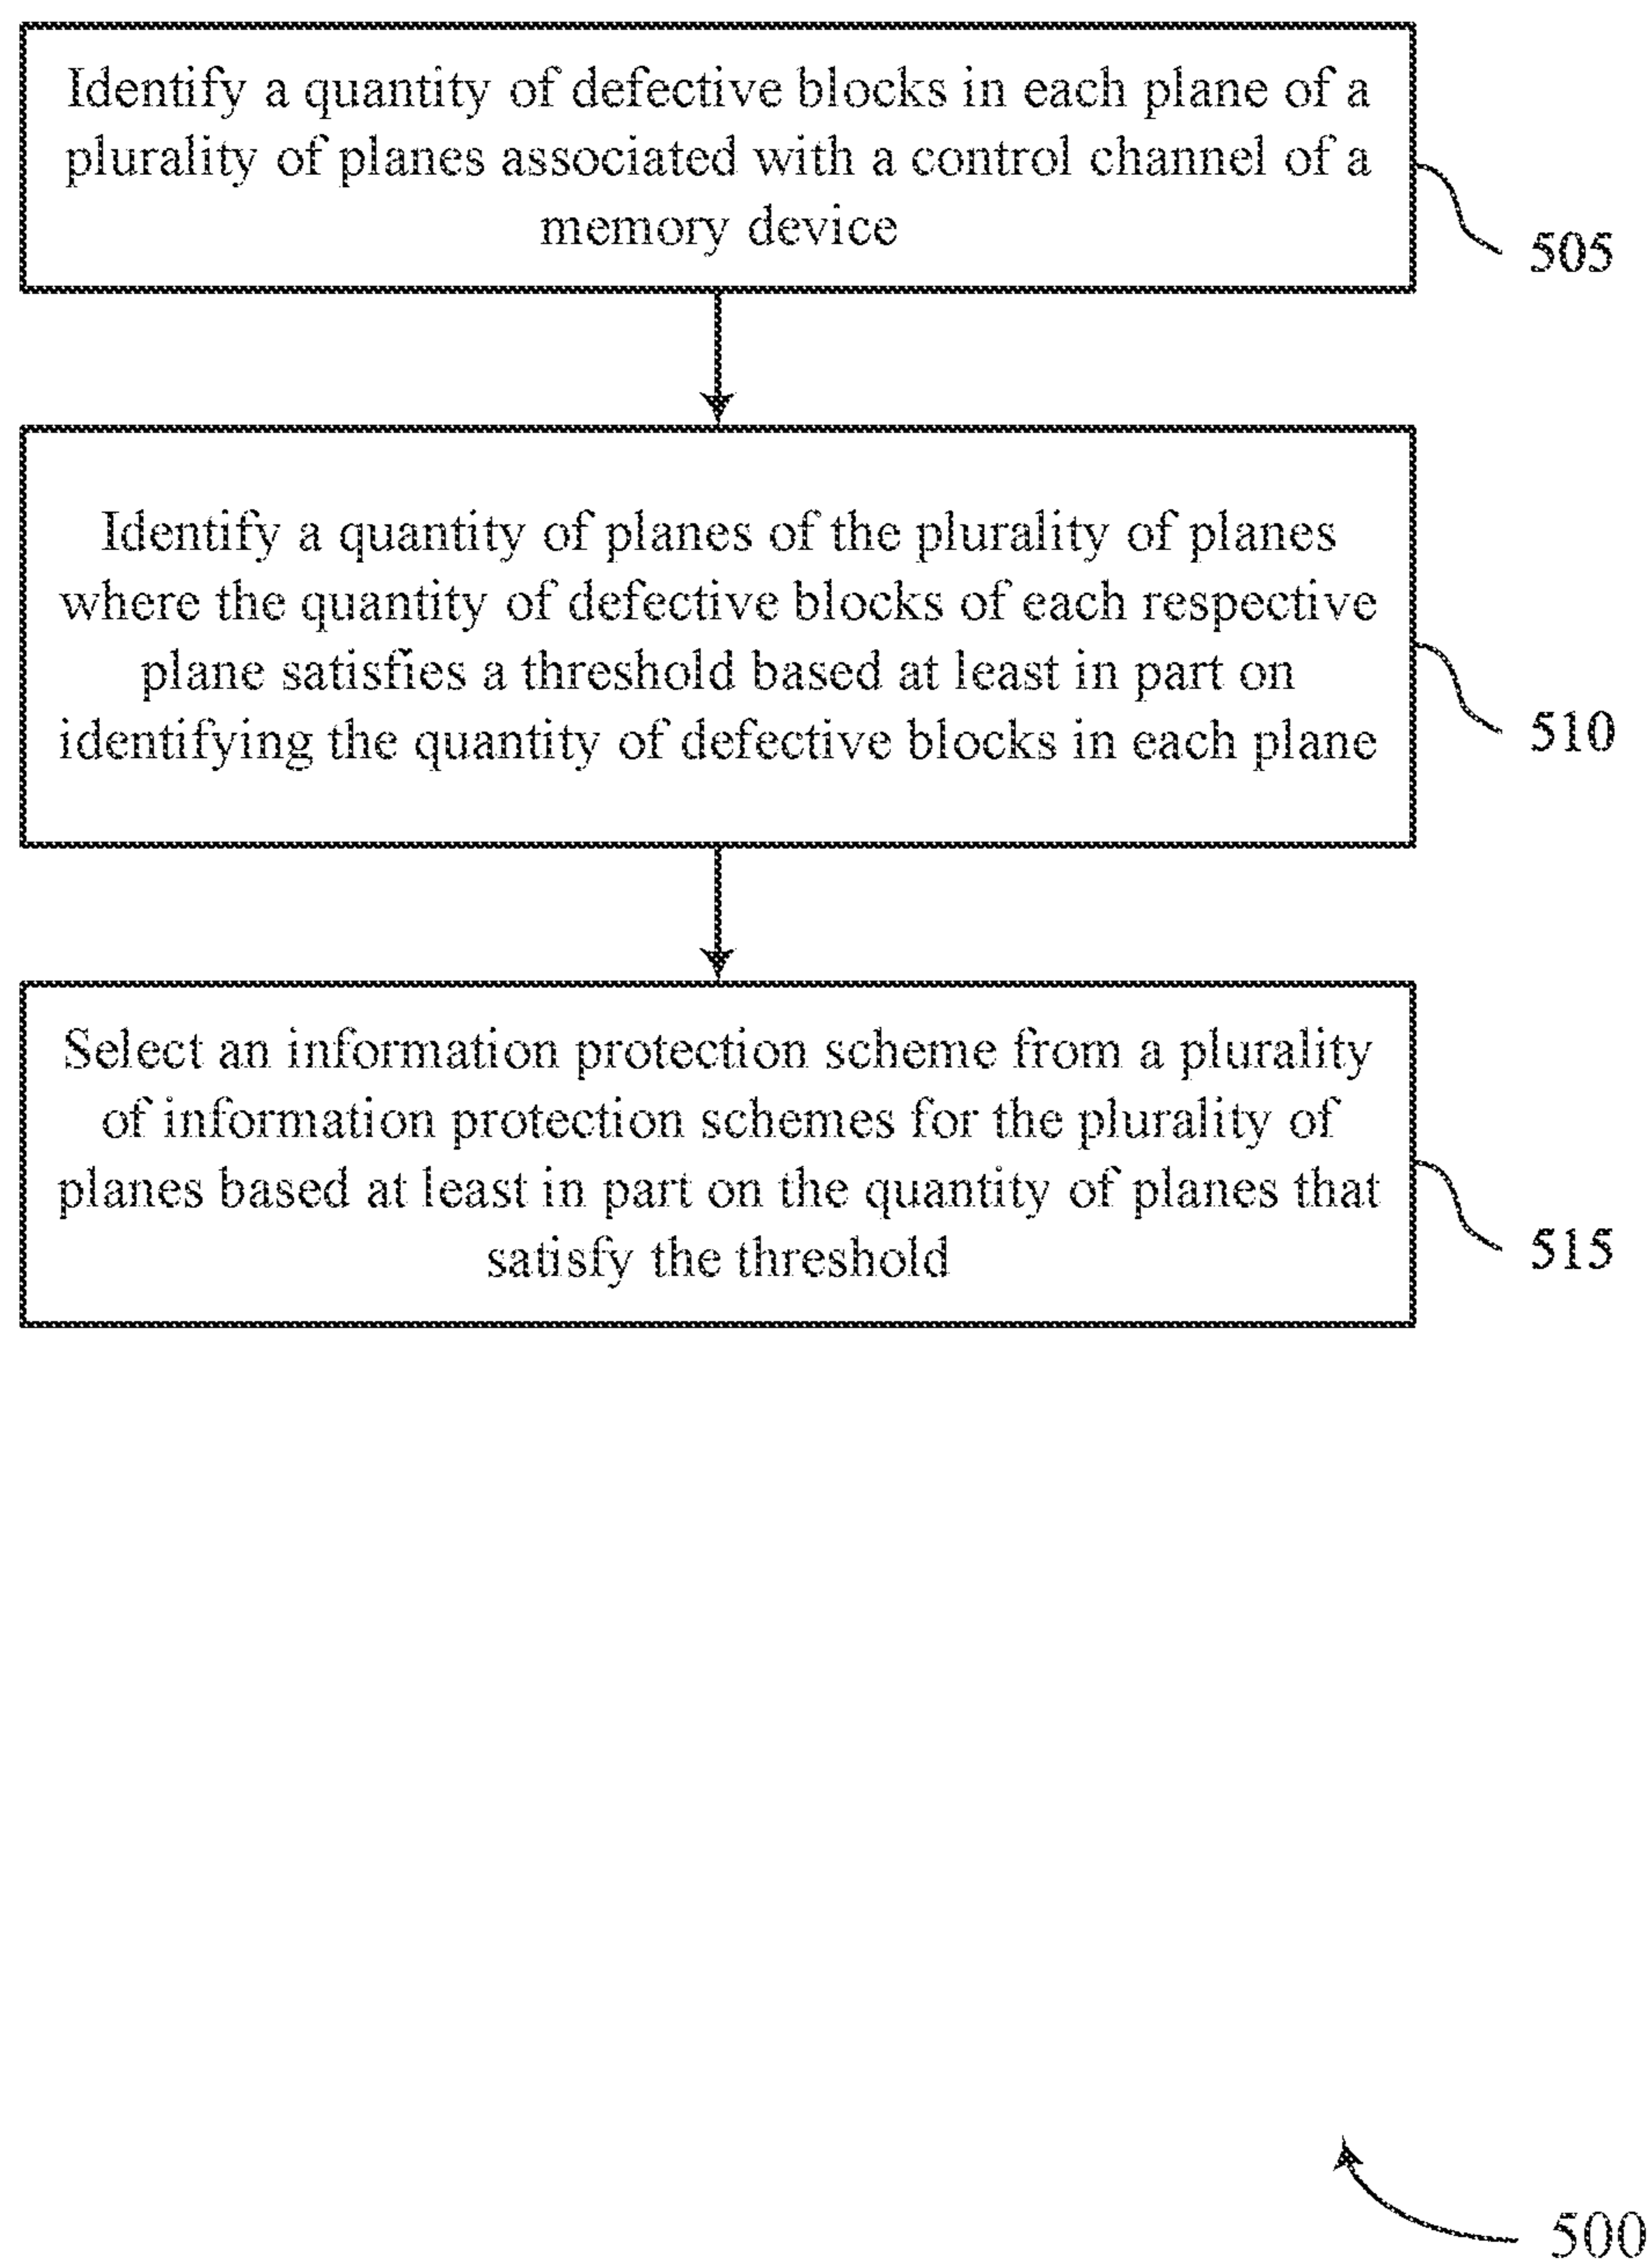 Identify a quantity of defective blocks in each plane of a
plurality of planes associated with a control channel of a
memory device
505
Identify a quantity of planes of the plurality of planes
where the quantity of defective blocks of each respective
plane satisfies a threshold based at least in part on
identifying the quantity of defective blocks in each plane
510
Select an information protection scheme from a plurality
of information protection schemes for the plurality of
planes based at least in part on the quantity of planes that
satisfy the threshold
515
500